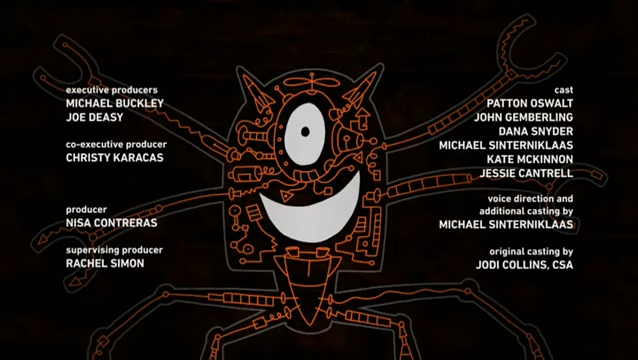 executive producers
MICHAEL BUCKLEY
JOE DEASY
co-executive producer
CHRISTY KARACAS
producer
NISA CONTRERAS
supervising producer
RACHEL SIMON
cast
PATTON OSWALT
JOHN GEMBERLING
DANA SNYDER
MICHAEL SINTERNIKLAAS
KATE MCKINNON
JESSIE CANTRELL
voice direction and
additional casting by
MICHAEL SINTERNIKLAAS
original casting by
JODI COLLINS, CSA